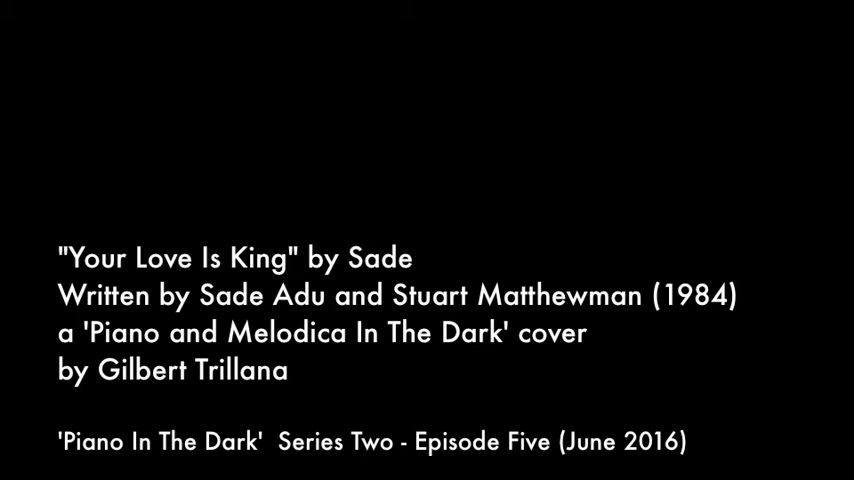 "Your Love Is King" by Sade
Written by Sade Adu and Stuart Matthewman (1984)
a 'Piano and Melodica In The Dark' cover
by Gilbert Trillana
'Piano In The Dark'  Series Two - Episode Five (June 2016)